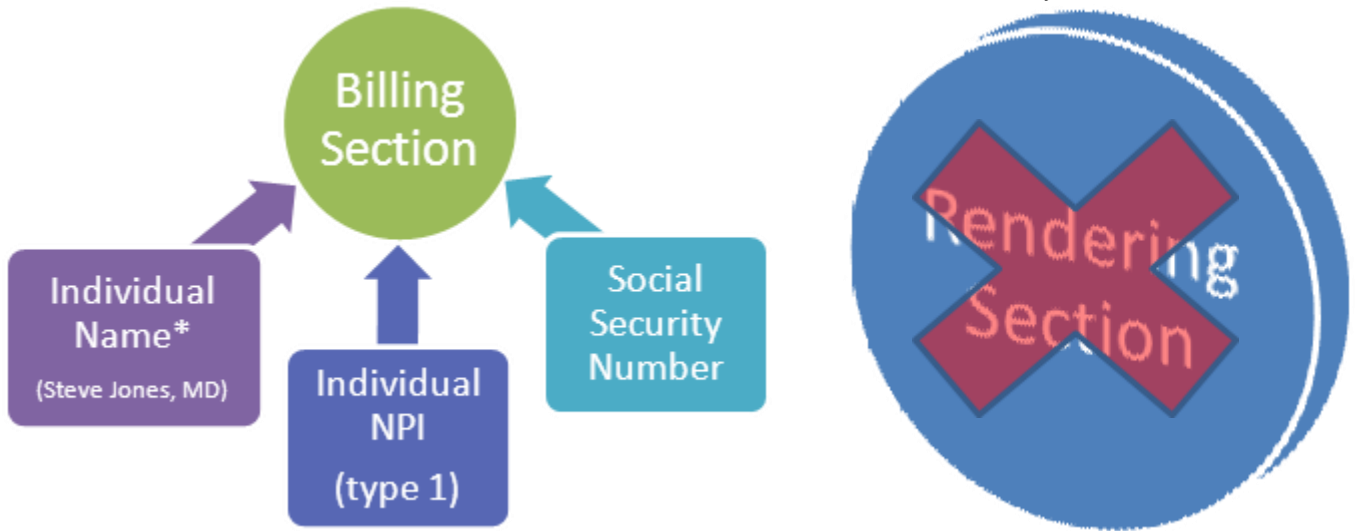 Billing
Section
Individual
Name*
(Steve Jones, MD)
Individual
NPI
(type 1)
Social
Security
Number
Rendering
Section